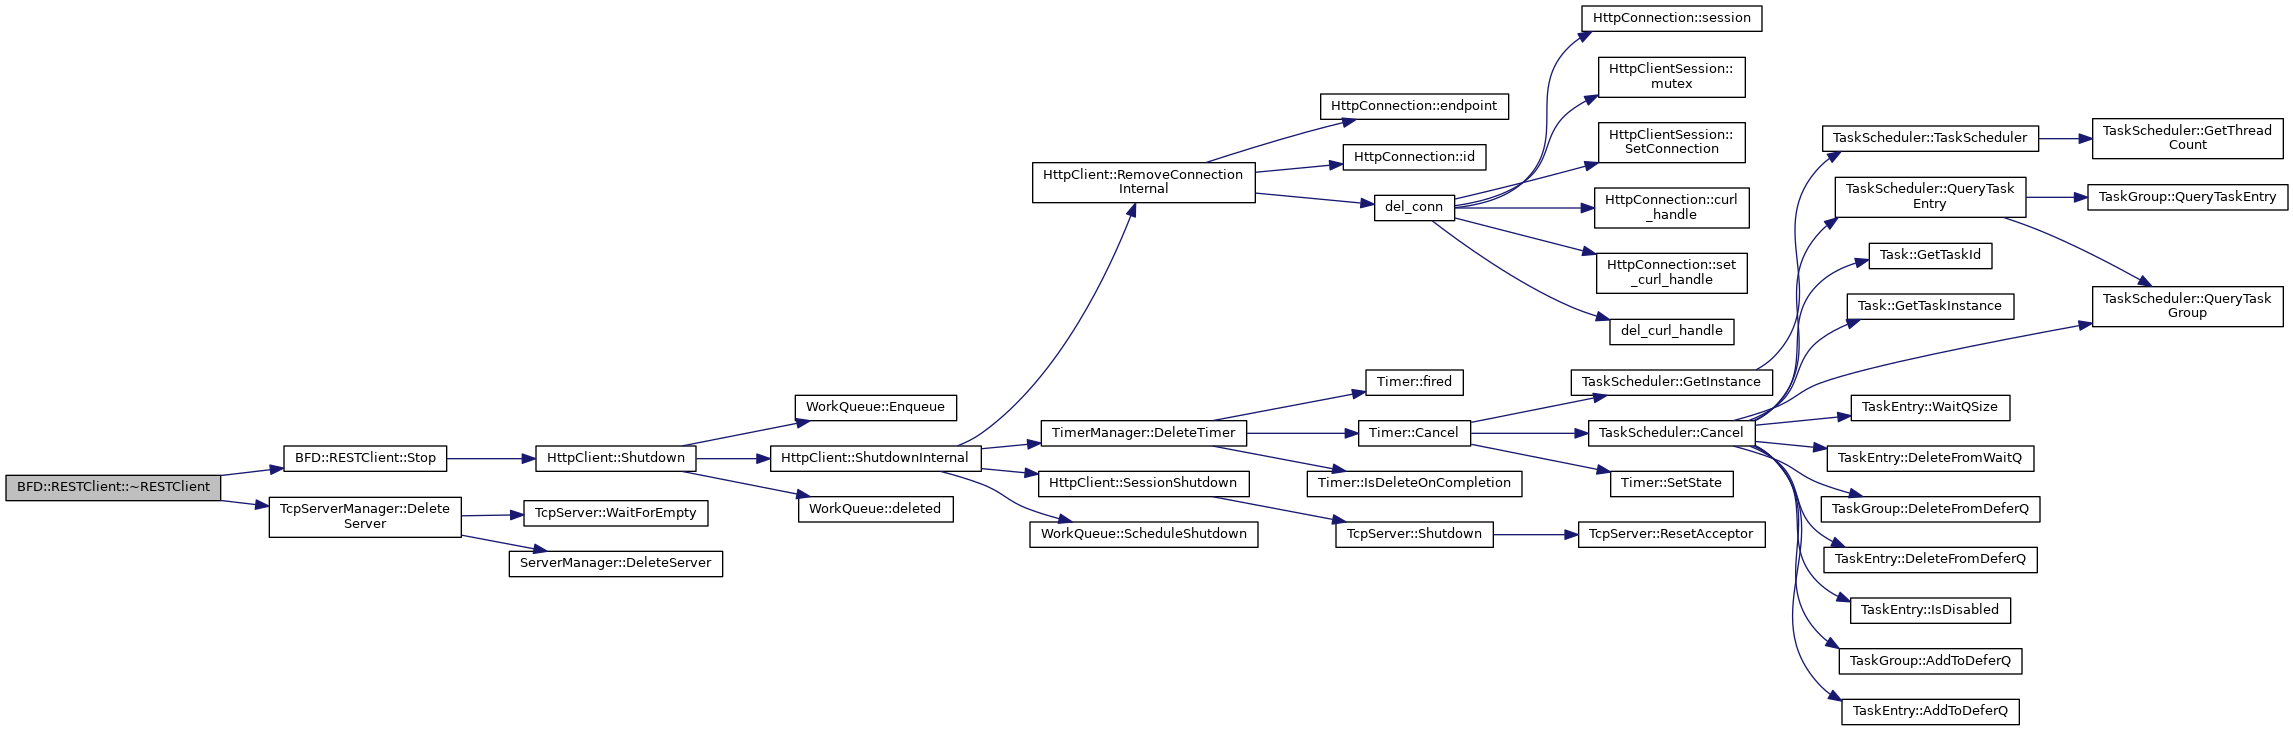 BFD::RESTClient::~RESTClient
BFD::RESTClient::Stop
TcpServerManager::Delete
Server
HttpClient::Shutdown
TcpServer::WaitForEmpty
ServerManager::DeleteServer
WorkQueue::Enqueue
HttpClient::ShutdownInternal
WorkQueue::deleted
HttpClient::RemoveConnection
Internal
TimerManager::DeleteTimer
HttpClient::SessionShutdown
WorkQueue::ScheduleShutdown
HttpConnection::endpoint
HttpConnection::id
del_conn
Timer::fired
Timer::Cancel
Timer::IsDeleteOnCompletion
TcpServer::Shutdown
HttpConnection::session
HttpClientSession::
mutex
HttpClientSession::
SetConnection
HttpConnection::curl
_handle
HttpConnection::set
_curl_handle
del_curl_handle
TaskScheduler::GetInstance
TaskScheduler::Cancel
Timer::SetState
TcpServer::ResetAcceptor
TaskScheduler::TaskScheduler
TaskScheduler::QueryTask
Entry
Task::GetTaskId
Task::GetTaskInstance
TaskEntry::WaitQSize
TaskEntry::DeleteFromWaitQ
TaskGroup::DeleteFromDeferQ
TaskEntry::DeleteFromDeferQ
TaskEntry::IsDisabled
TaskGroup::AddToDeferQ
TaskEntry::AddToDeferQ
TaskScheduler::GetThread
Count
TaskGroup::QueryTaskEntry
TaskScheduler::QueryTask
Group